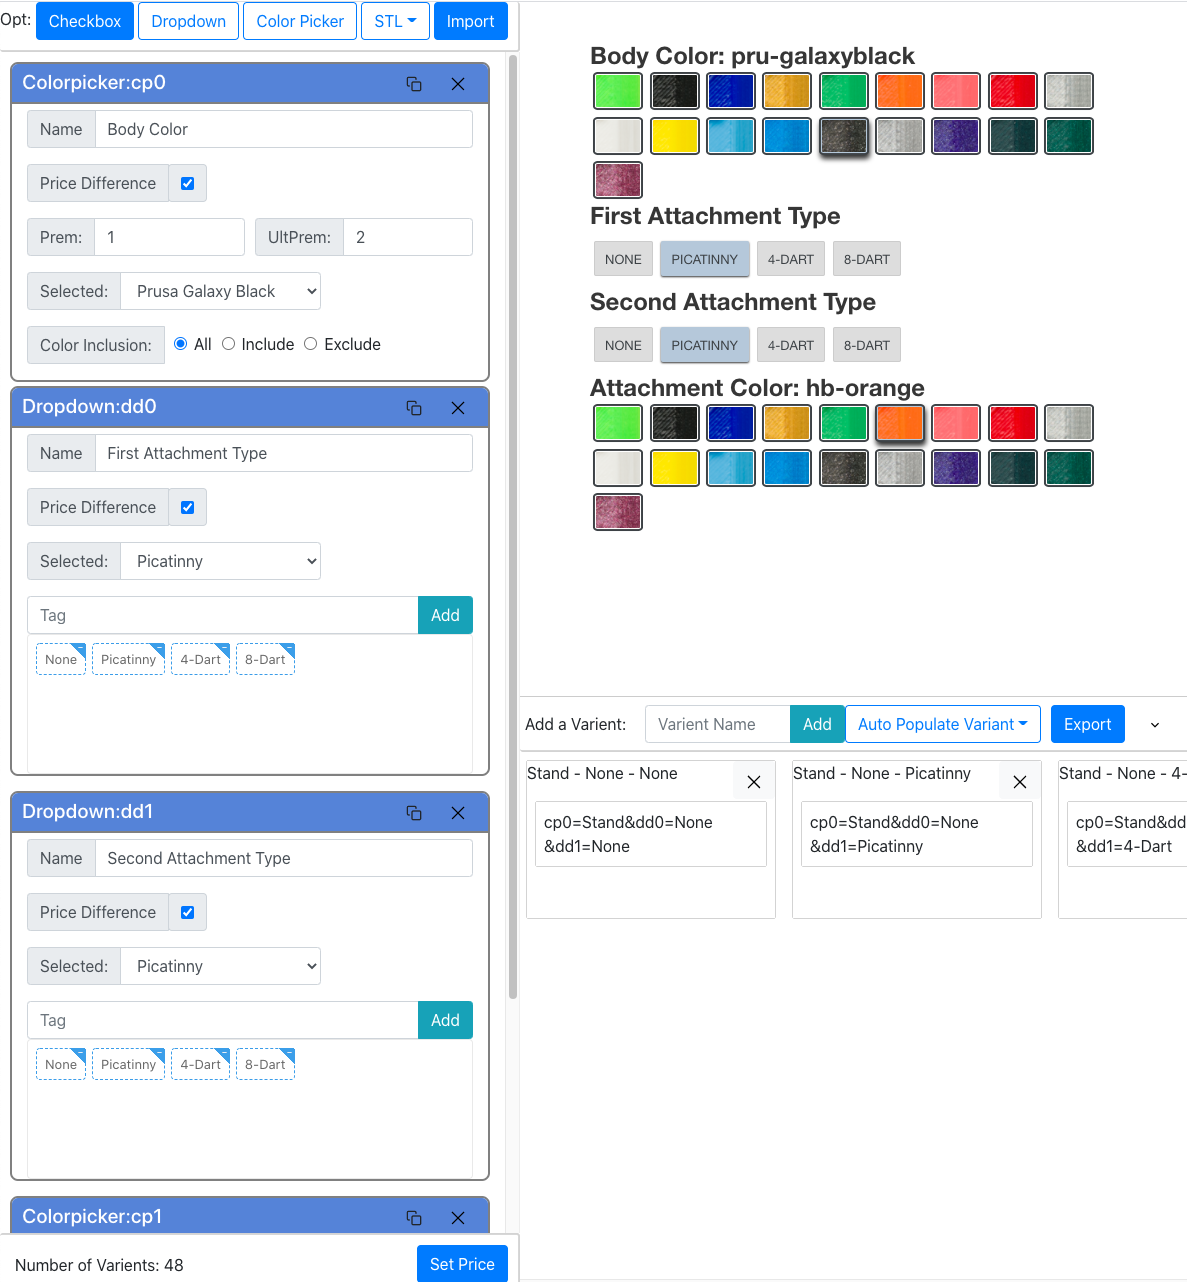 Opt: Checkbox Dropdown Color Picker STL Import
Colorpicker:cp0
Name Body Color
Price Difference
Prem: 1 UltPrem: 2
Selected: Prusa Galaxy Black
Color Inclusion: All Include Exclude
Dropdown:dd0
Name First Attachment Type
Price Difference
Selected: Picatinny
Tag Add
None Picatinny 4-Dart 8-Dart
Dropdown:dd1
Name Second Attachment Type
Price Difference
Selected: Picatinny
Tag Add
None Picatinny 4-Dart 8-Dart
Colorpicker:cp1
Number of Varients: 48 Set Price
Body Color: pru-galaxyblack
First Attachment Type
NONE PICATINNY 4-DART 8-DART
Second Attachment Type
NONE PICATINNY 4-DART 8-DART
Attachment Color: hb-orange
Add a Varient: Varient Name Add Auto Populate Variant Export
Stand - None - None
cp0=Stand&dd0=None
&dd1=None
Stand - None - Picatinny
cp0=Stand&dd0=None
&dd1=Picatinny
Stand - None - 4-
cp0=Stand&dd
&dd1=4-Dart